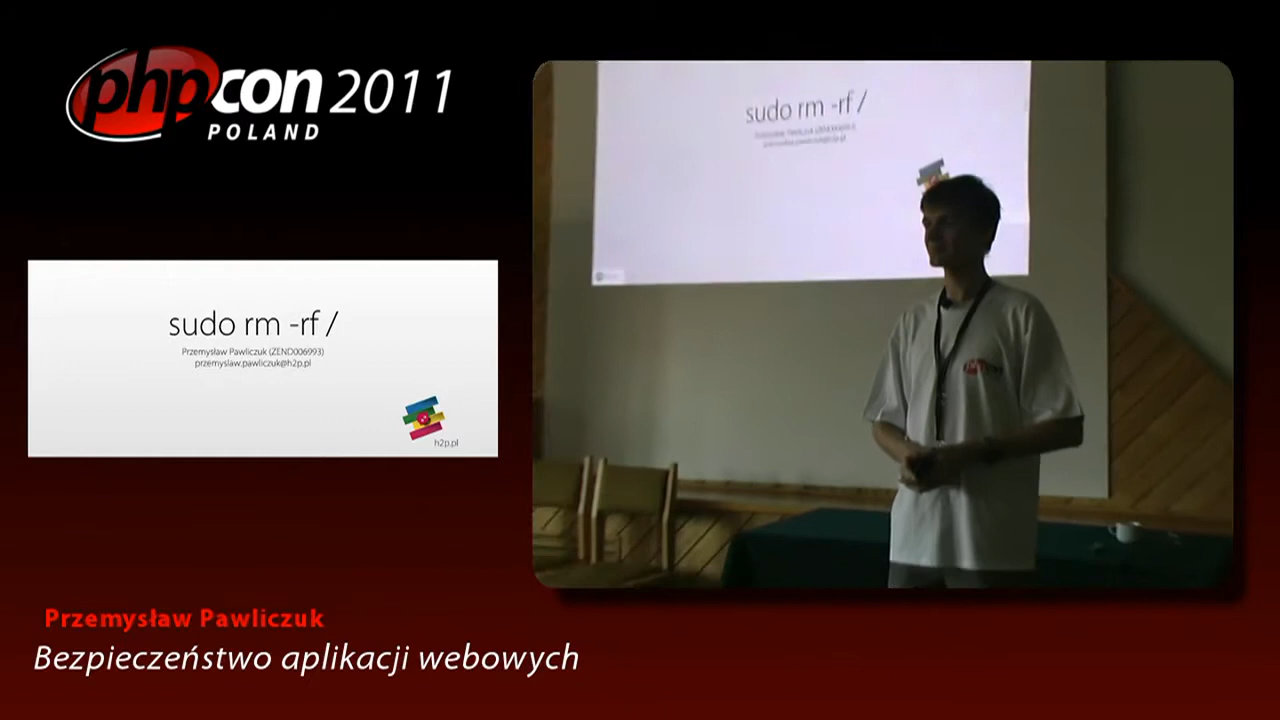 phpcon 2011
POLAND
sudo rm -rf /
Przemysław Pawliczuk (ZEND006993)
przemyslaw.pawliczuk@h2p.pl
h2p.pl
sudo rm -rf /
Przemysław Pawliczuk
Bezpieczeństwo aplikacji webowych